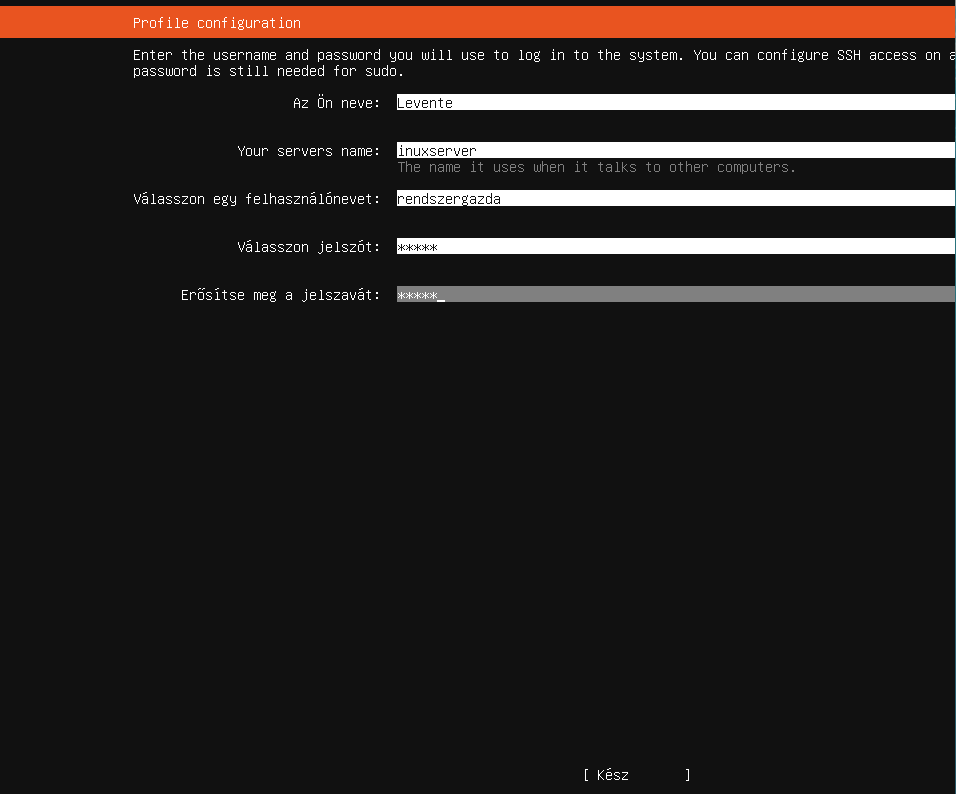 Profile configuration
Enter the username and password you will use to log in to the system. You can configure SSH access on a
password is still needed for sudo.
Az Ön neve: Levente
Your servers name: inuxserver
The name it uses when it talks to other computers.
Válasszon egy felhasználónevet: rendszergazda
Válasszon jelszót: *****
Erősítse meg a jelszavát: *****_
[ Kész ]